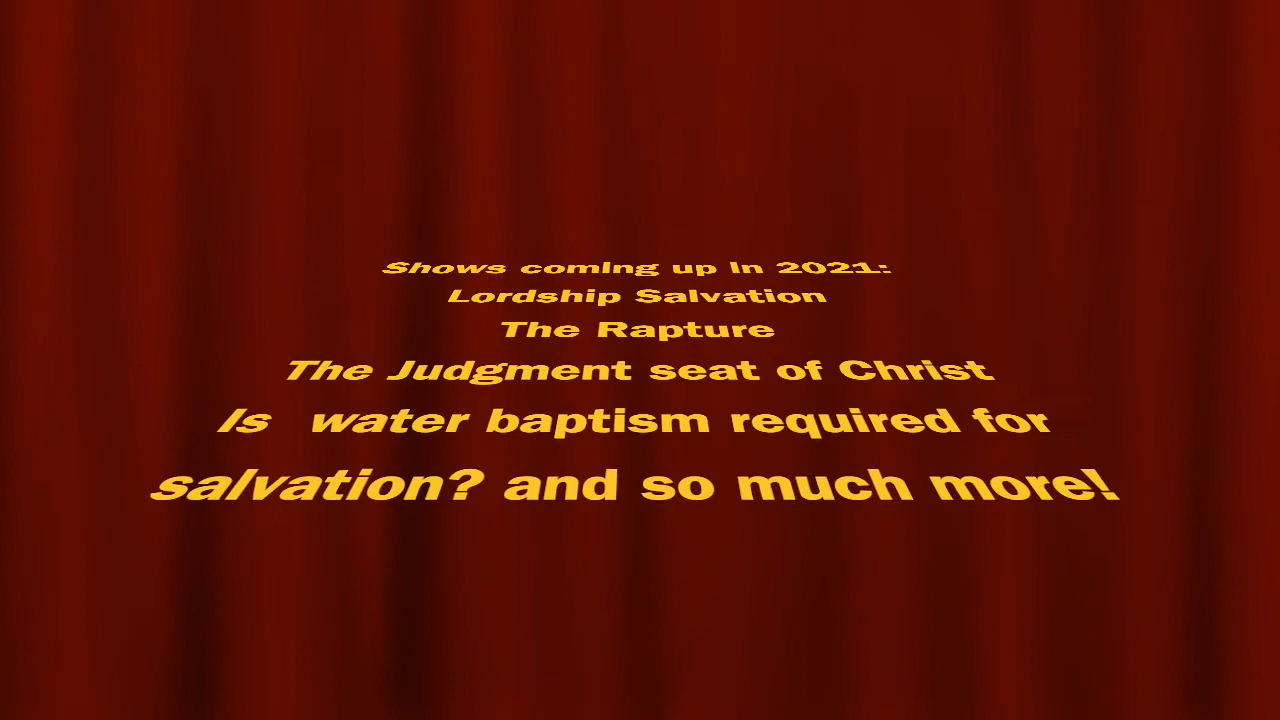 Shows coming up in 2021:
Lordship Salvation
The Rapture
The Judgment seat of Christ
Is water baptism required for
salvation? and so much more!